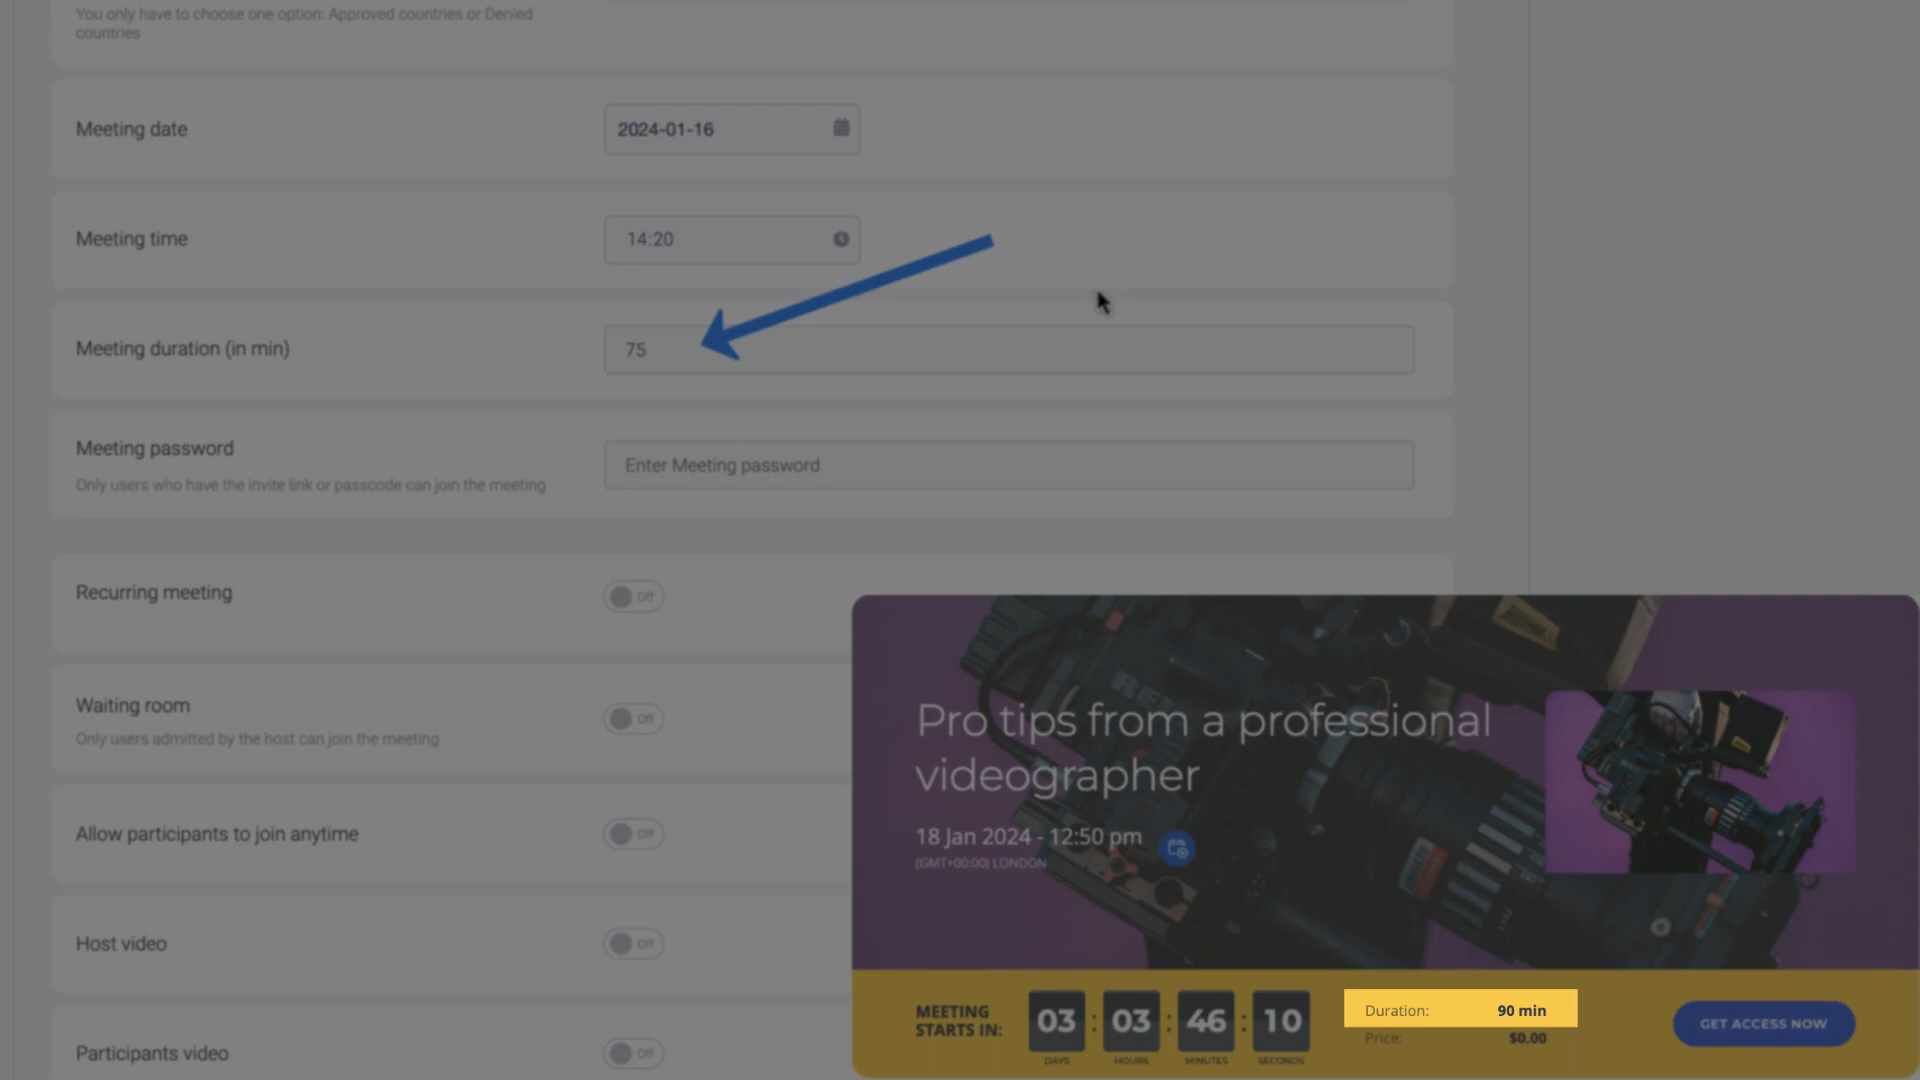 You only have to choose one option: Approved countries or Denied
countries
Meeting date
2024-01-16
Meeting time
14:20
Meeting duration (in min)
75
Meeting password
Enter Meeting password
Only users who have the invite link or passcode can join the meeting
Recurring meeting
Off
Waiting room
Off
Only users admitted by the host can join the meeting
Allow participants to join anytime
Off
Host video
Off
Participants video
Off
Pro tips from a professional
videographer
18 Jan 2024 - 12:50 pm
(GMT+00:00) LONDON
MEETING
STARTS IN:
03 : 03 : 46 : 10
DAYS HOURS MINUTES SECONDS
Duration: 90 min
Price: $0.00
GET ACCESS NOW